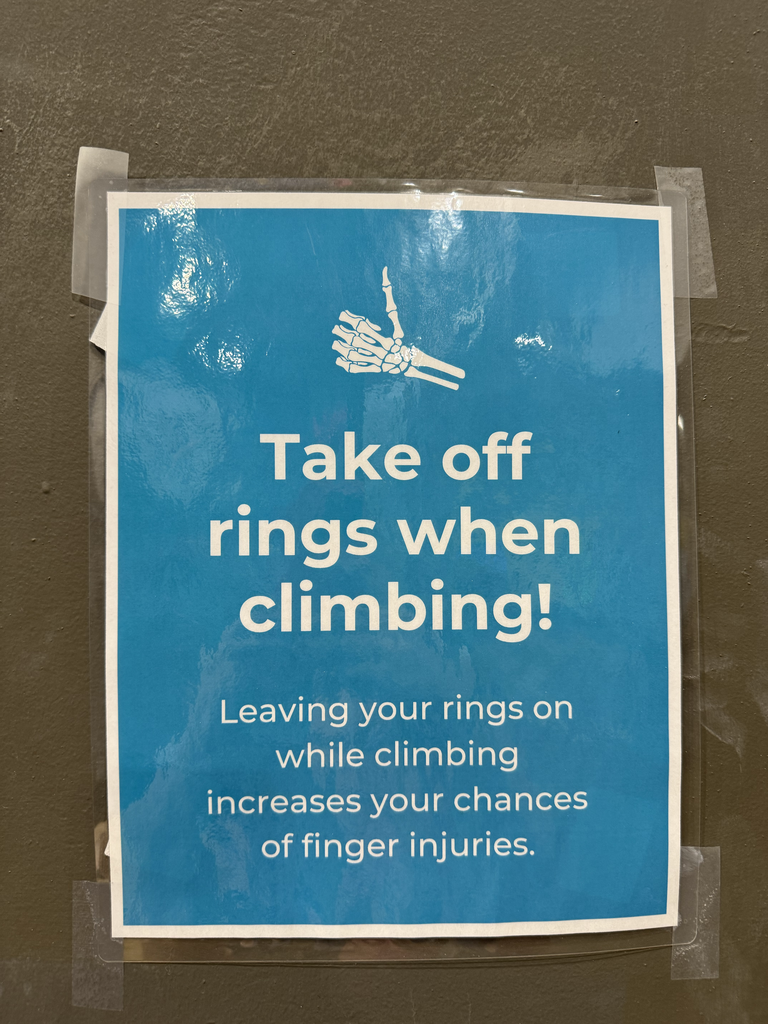 Take off
rings when
climbing!
Leaving your rings on
while climbing
increases your chances
of finger injuries.